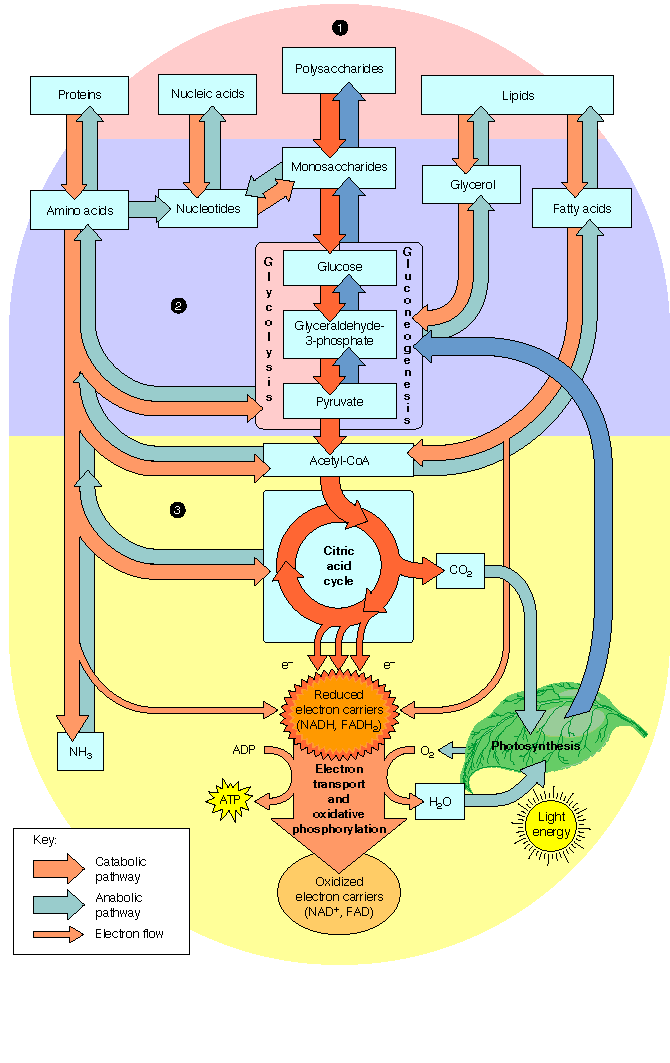 1
Proteins
Nucleic acids
Polysaccharides
Lipids
Monosaccharides
Amino acids
Nucleotides
Glycerol
Fatty acids
2
Glycolysis
Gluconeogenesis
Glucose
Glyceraldehyde-
3-phosphate
Pyruvate
Acetyl-CoA
3
Citric
acid
cycle
CO₂
e⁻
e⁻
Reduced
electron carriers
(NADH, FADH₂)
NH₃
ADP
O₂
Photosynthesis
Electron
transport
and
oxidative
phosphorylation
ATP
H₂O
Light
energy
Oxidized
electron carriers
(NAD⁺, FAD)
Key:
Catabolic
pathway
Anabolic
pathway
Electron flow